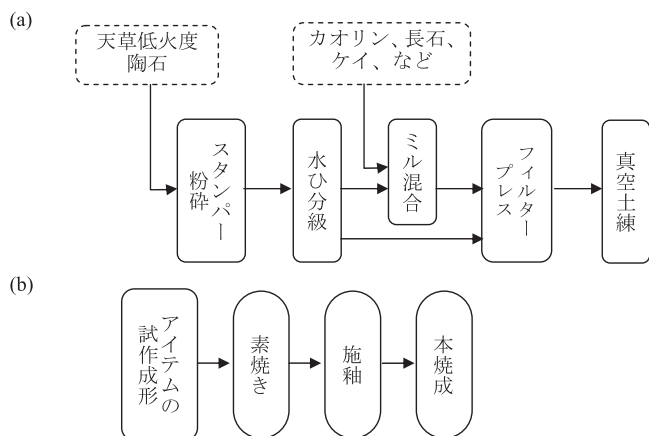 (a)
天草低火度
陶石
カオリン、長石、
ケイ、など
スタンパー
粉砕
水ひ分級
ミル混合
フィルター
プレス
真空土練
(b)
アイテムの
試作成形
素焼き
施釉
本焼成